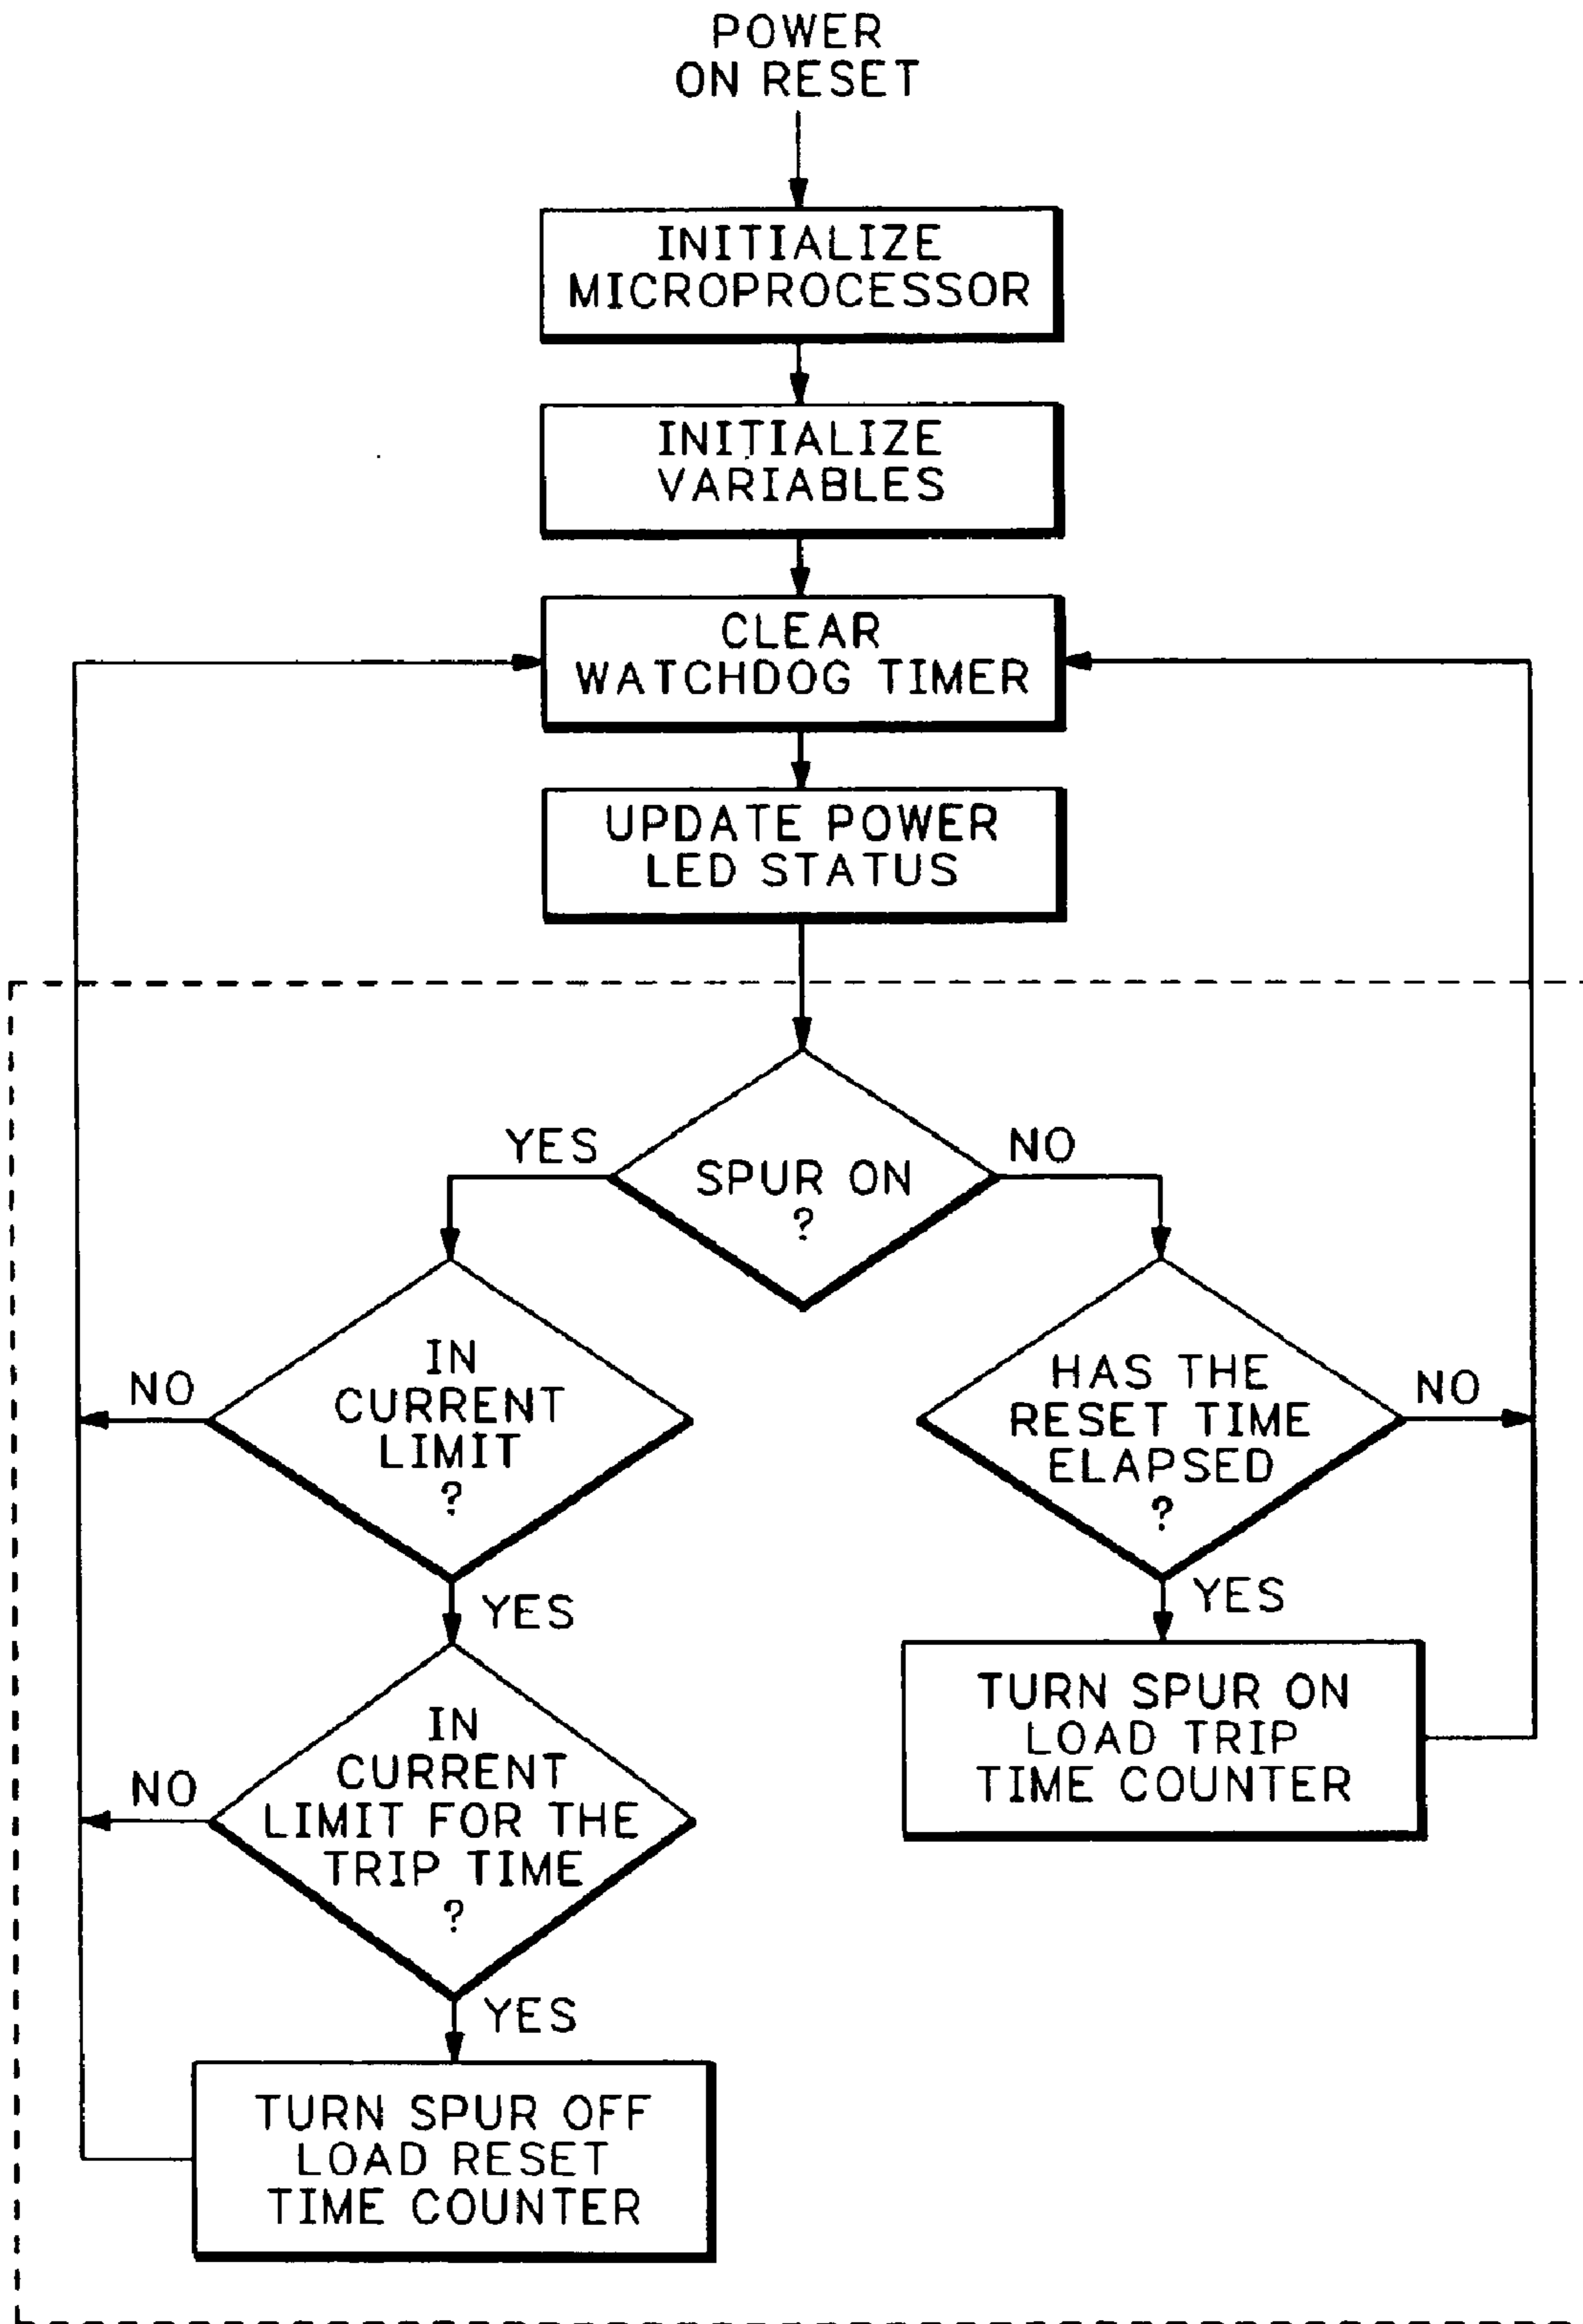 POWER
ON RESET
INITIALIZE
MICROPROCESSOR
INITIALIZE
VARIABLES
CLEAR
WATCHDOG TIMER
UPDATE POWER
LED STATUS
YES
SPUR ON
?
NO
NO
IN
CURRENT
LIMIT
?
HAS THE
RESET TIME
ELAPSED
?
NO
YES
YES
TURN SPUR ON
LOAD TRIP
TIME COUNTER
NO
IN
CURRENT
LIMIT FOR THE
TRIP TIME
?
YES
TURN SPUR OFF
LOAD RESET
TIME COUNTER